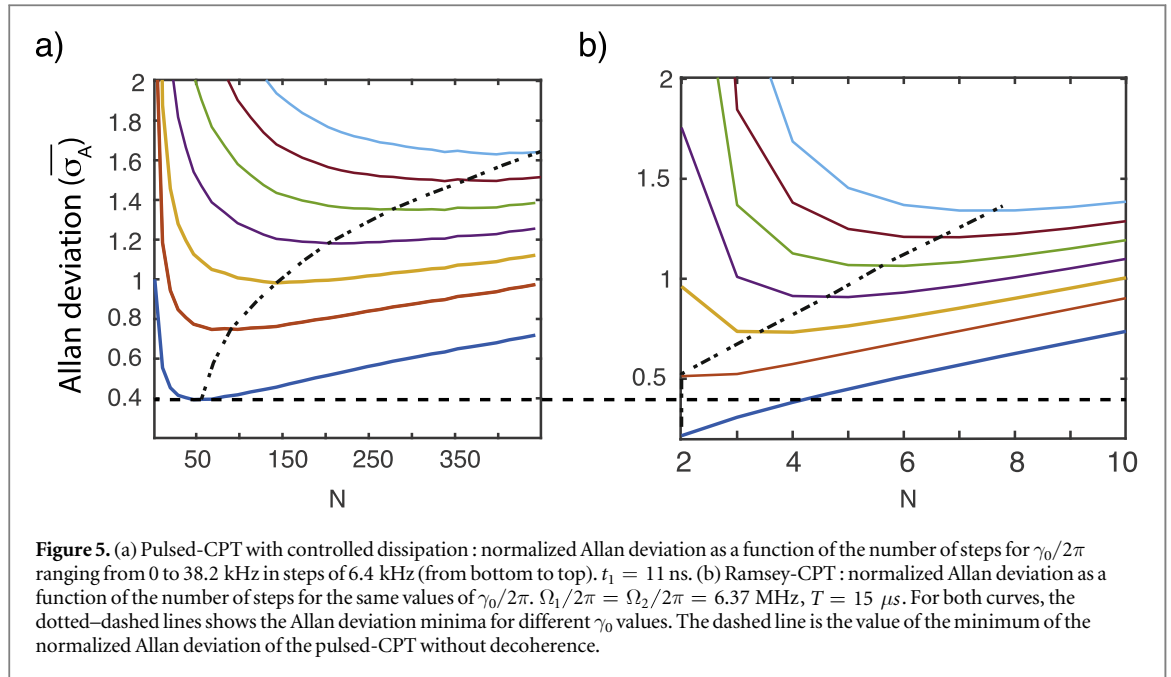 a)
b)
Allan deviation (σ_A)
2
1.8
1.6
1.4
1.2
1
0.8
0.6
0.4
50
150
250
350
N
2
1.5
1
0.5
2
4
6
8
10
N
Figure 5. (a) Pulsed-CPT with controlled dissipation : normalized Allan deviation as a function of the number of steps for γ₀/2π
ranging from 0 to 38.2 kHz in steps of 6.4 kHz (from bottom to top). t₁ = 11 ns. (b) Ramsey-CPT : normalized Allan deviation as a
function of the number of steps for the same values of γ₀/2π. Ω₁/2π = Ω₂/2π = 6.37 MHz, T = 15 μs. For both curves, the
dotted–dashed lines shows the Allan deviation minima for different γ₀ values. The dashed line is the value of the minimum of the
normalized Allan deviation of the pulsed-CPT without decoherence.